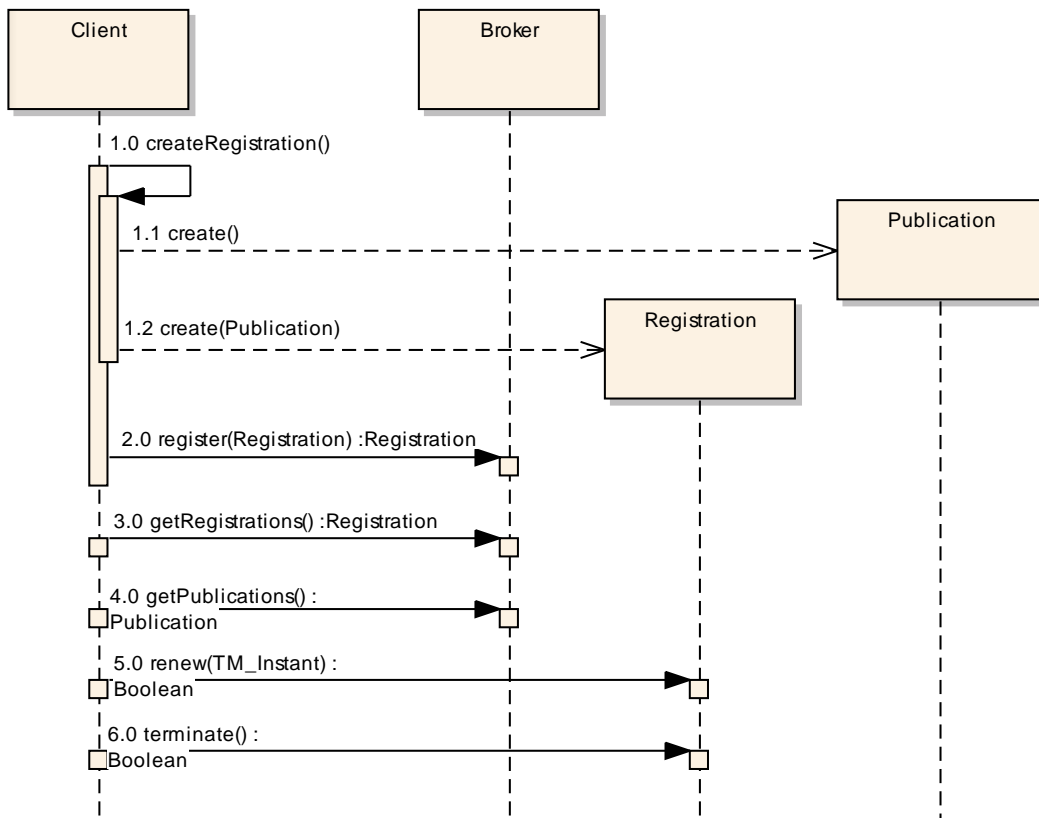 Client
Broker
1.0 createRegistration()
Publication
1.1 create()
Registration
1.2 create(Publication)
2.0 register(Registration) :Registration
3.0 getRegistrations() :Registration
4.0 getPublications() :
Publication
5.0 renew(TM_Instant) :
Boolean
6.0 terminate() :
Boolean